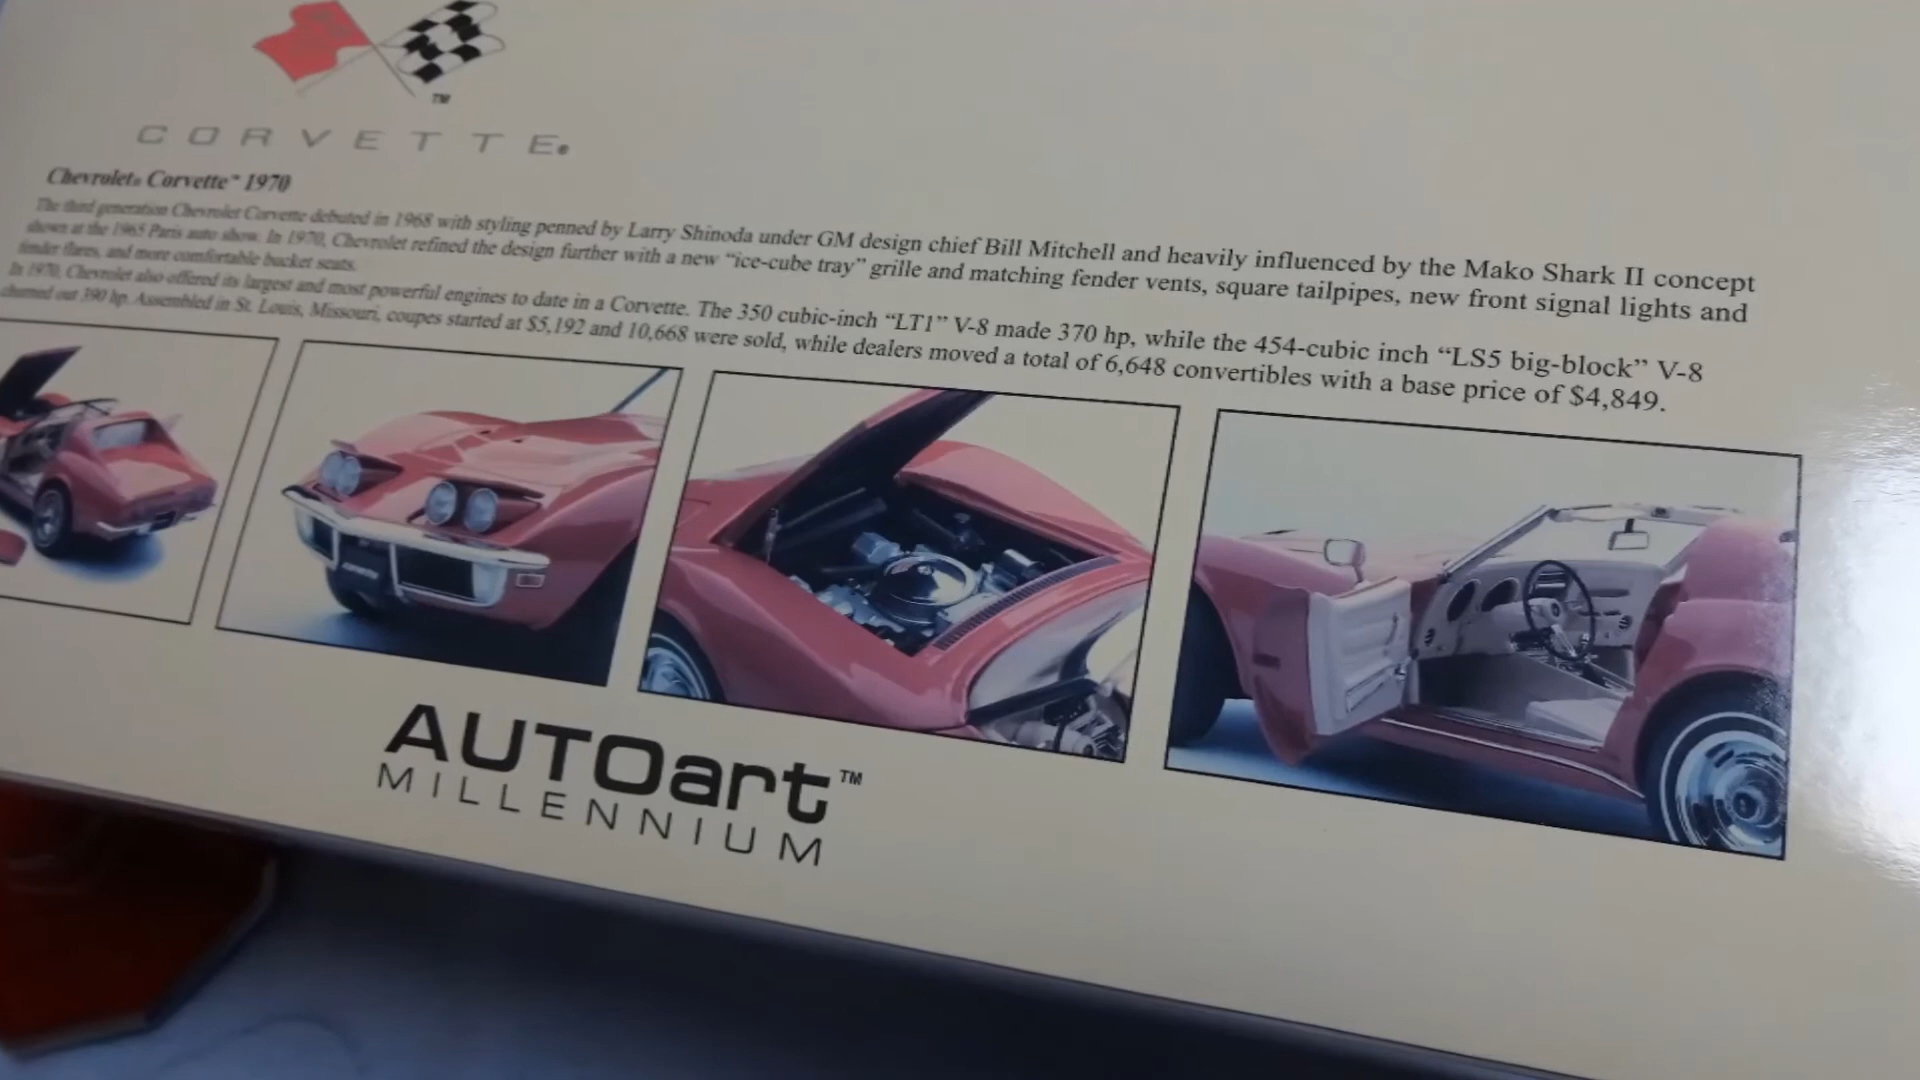 TM
CORVETTE®
Chevrolet® Corvette™ 1970
The third generation Chevrolet Corvette debuted in 1968 with styling penned by Larry Shinoda under GM design chief Bill Mitchell and heavily influenced by the Mako Shark II concept
shown at the 1965 Paris auto show. In 1970, Chevrolet refined the design further with a new “ice-cube tray” grille and matching fender vents, square tailpipes, new front signal lights and
fender flares, and more comfortable bucket seats.
In 1970, Chevrolet also offered its largest and most powerful engines to date in a Corvette. The 350 cubic-inch “LT1” V-8 made 370 hp, while the 454-cubic inch “LS5 big-block” V-8
churned out 390 hp. Assembled in St. Louis, Missouri, coupes started at $5,192 and 10,668 were sold, while dealers moved a total of 6,648 convertibles with a base price of $4,849.
AUTOart™
MILLENNIUM